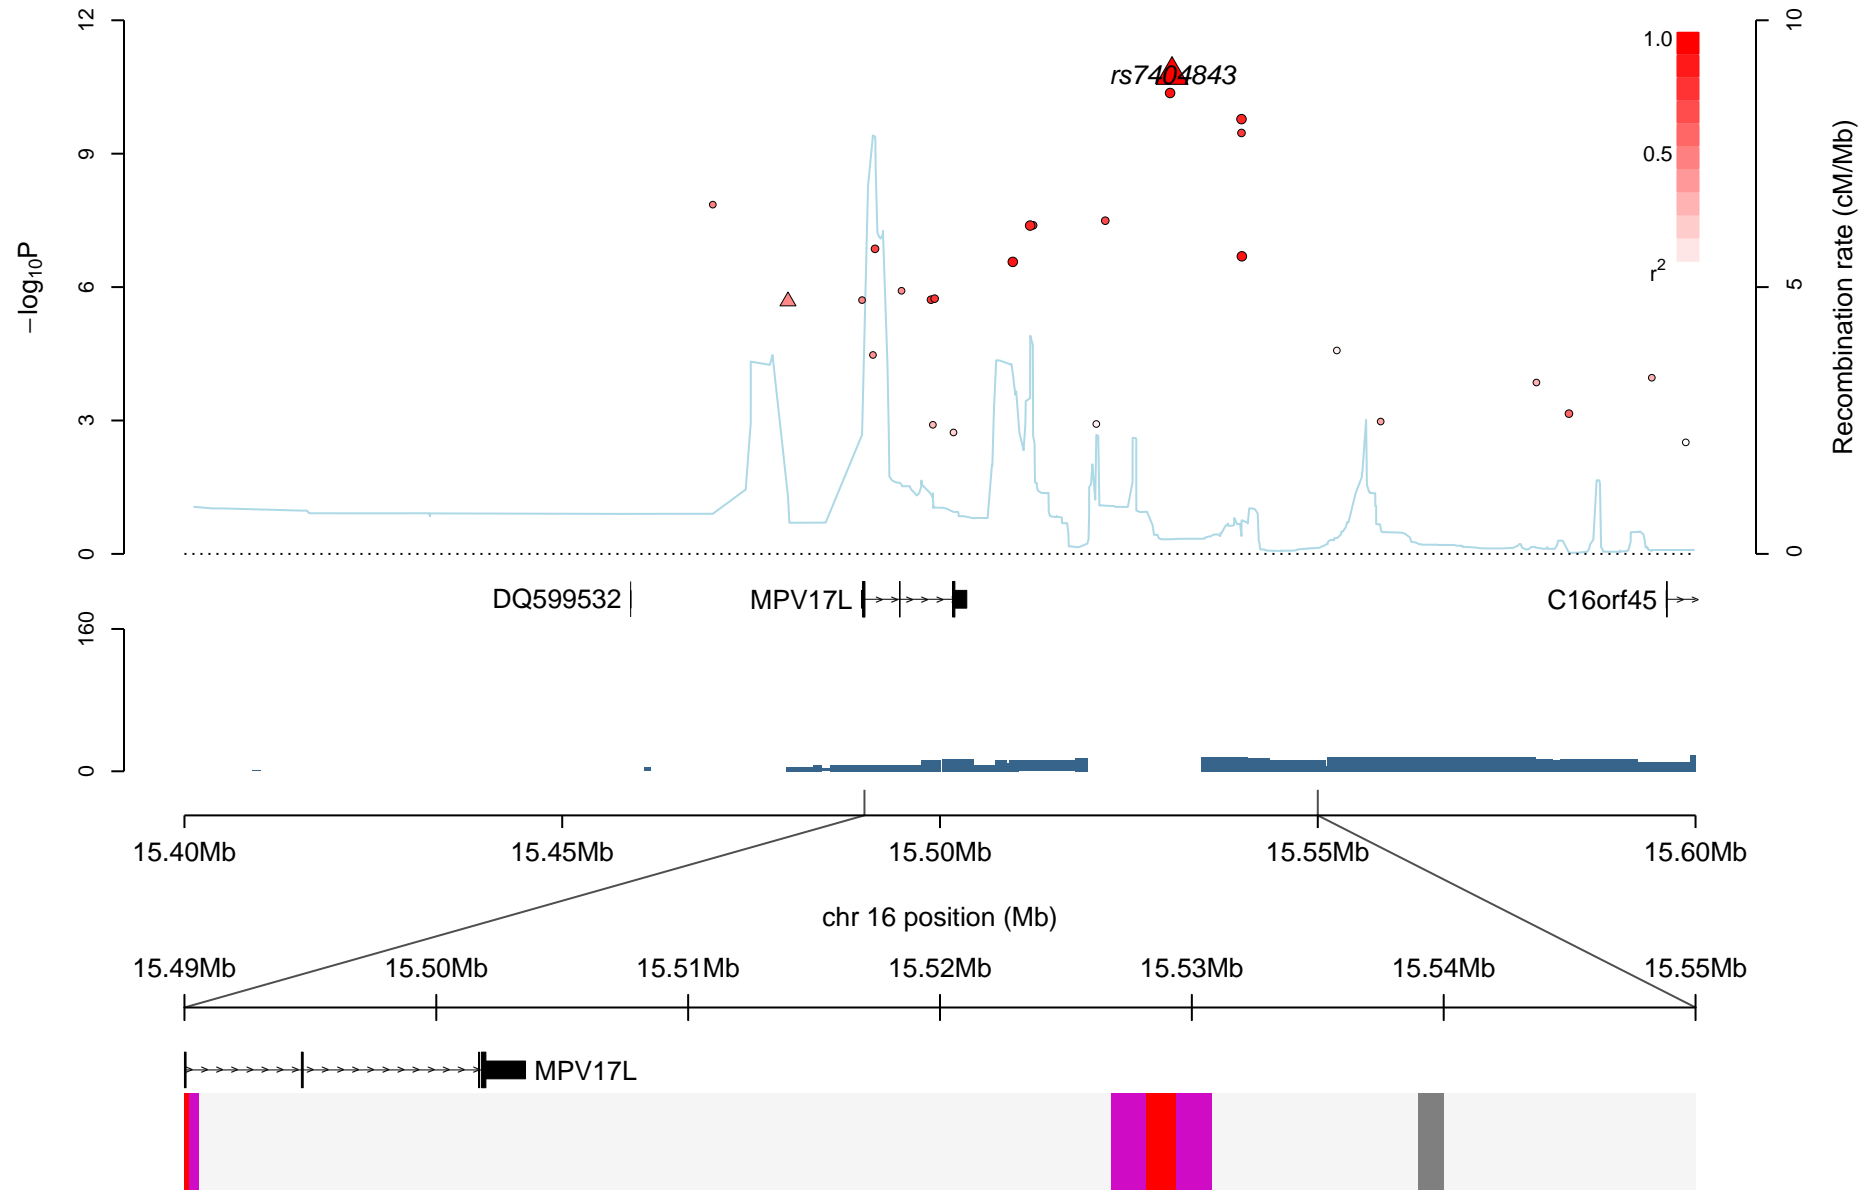 12
9
6
3
0
−log10P
rs7404843
1.0
0.5
r2
10
5
0
Recombination rate (cM/Mb)
DQ599532
MPV17L
C16orf45
160
0
15.40Mb 15.45Mb 15.50Mb 15.55Mb 15.60Mb
chr 16 position (Mb)
15.49Mb 15.50Mb 15.51Mb 15.52Mb 15.53Mb 15.54Mb 15.55Mb
MPV17L